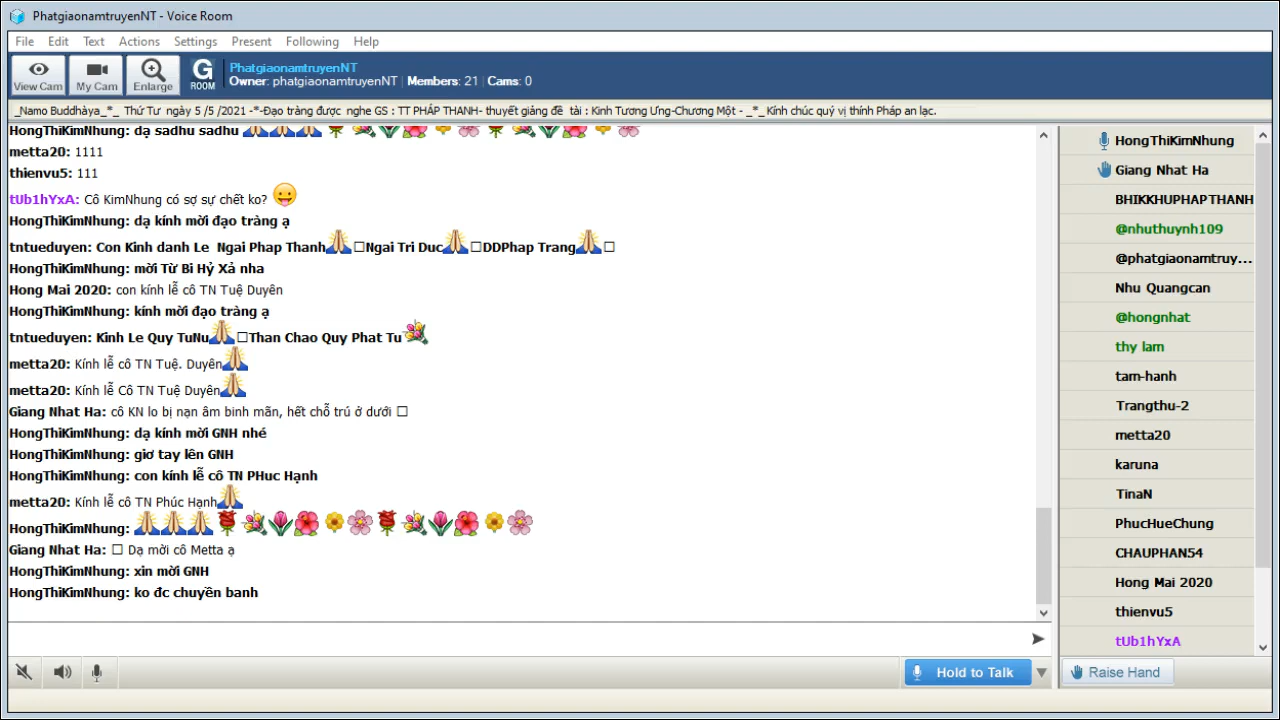 PhatgiaonamtruyenNT - Voice Room
File Edit Text Actions Settings Present Following Help
View Cam My Cam Enlarge G ROOM
PhatgiaonamtruyenNT
Owner: phatgiaonamtruyenNT | Members: 21 | Cams: 0
_Namo Buddhàya_*_ Thứ Tư ngày 5 /5 /2021 -*-Đạo tràng được nghe GS : TT PHÁP THANH- thuyết giảng đề tài : Kinh Tương Ưng-Chương Một - _*_ Kính chúc quý vị thính Pháp an lạc.
HongThiKimNhung: dạ sadhu sadhu
metta20: 1111
thienvu5: 111
tUb1hYxA: Cô KimNhung có sợ sự chết ko?
HongThiKimNhung: dạ kính mời đạo tràng ạ
tntueduyen: Con Kinh danh Le Ngai Phap Thanh Ngai Tri Duc DDPhap Trang
HongThiKimNhung: mời Từ Bi Hỷ Xả nha
Hong Mai 2020: con kính lễ cô TN Tuệ Duyên
HongThiKimNhung: kính mời đạo tràng ạ
tntueduyen: Kinh Le Quy TuNu Than Chao Quy Phat Tu
metta20: Kính lễ cô TN Tuệ. Duyên
metta20: Kính lễ Cô TN Tuệ Duyên
Giang Nhat Ha: cô KN lo bị nạn âm binh mãn, hết chỗ trú ở dưới
HongThiKimNhung: dạ kính mời GNH nhé
HongThiKimNhung: giơ tay lên GNH
HongThiKimNhung: con kính lễ cô TN PHuc Hạnh
metta20: Kính lễ cô TN Phúc Hạnh
HongThiKimNhung:
Giang Nhat Ha: Dạ mời cô Metta ạ
HongThiKimNhung: xin mời GNH
HongThiKimNhung: ko đc chuyền banh
HongThiKimNhung
Giang Nhat Ha
BHIKKHUPHAPTHANH
@nhuthuynh109
@phatgiaonamtruy...
Nhu Quangcan
@hongnhat
thy lam
tam-hanh
Trangthu-2
metta20
karuna
TinaN
PhucHueChung
CHAUPHAN54
Hong Mai 2020
thienvu5
tUb1hYxA
Hold to Talk
Raise Hand